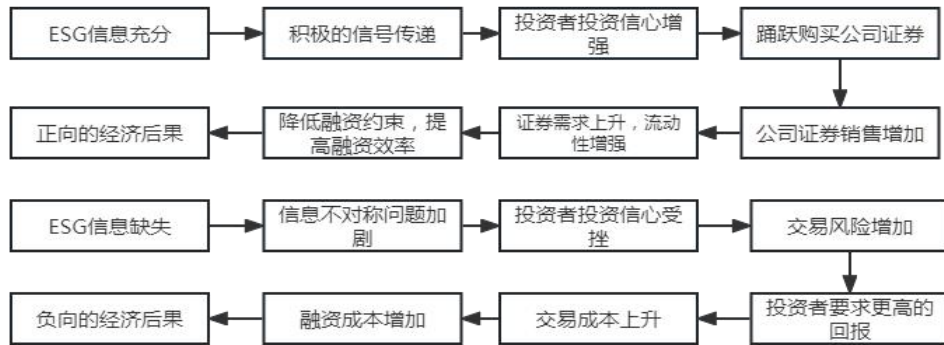 ESG信息充分
积极的信号传递
投资者投资信心增
强
踊跃购买公司证券
正向的经济后果
降低融资约束，提
高融资效率
证券需求上升，流动
性增强
公司证券销售增加
ESG信息缺失
信息不对称问题加
剧
投资者投资信心受
挫
交易风险增加
负向的经济后果
融资成本增加
交易成本上升
投资者要求更高的
回报